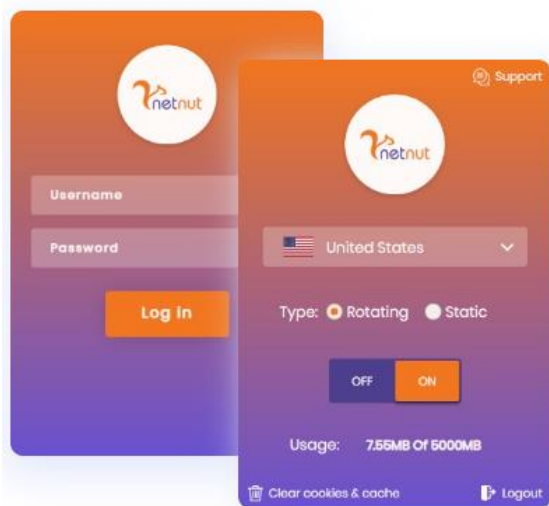 netnut
Username
Password
Log In
Support
netnut
United States
Type: Rotating Static
OFF ON
Usage: 7.55MB Of 5000MB
Clear cookies & cache Logout